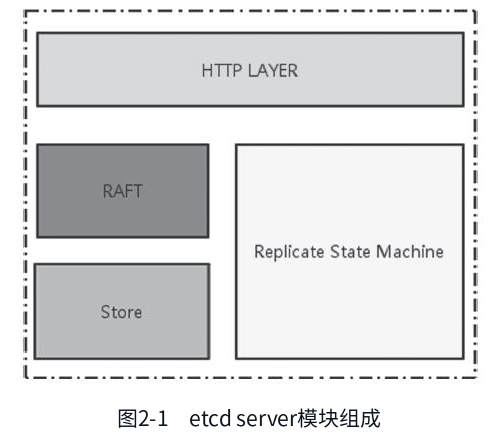 HTTP LAYER
RAFT
Replicate State Machine
Store
图2-1 etcd server模块组成